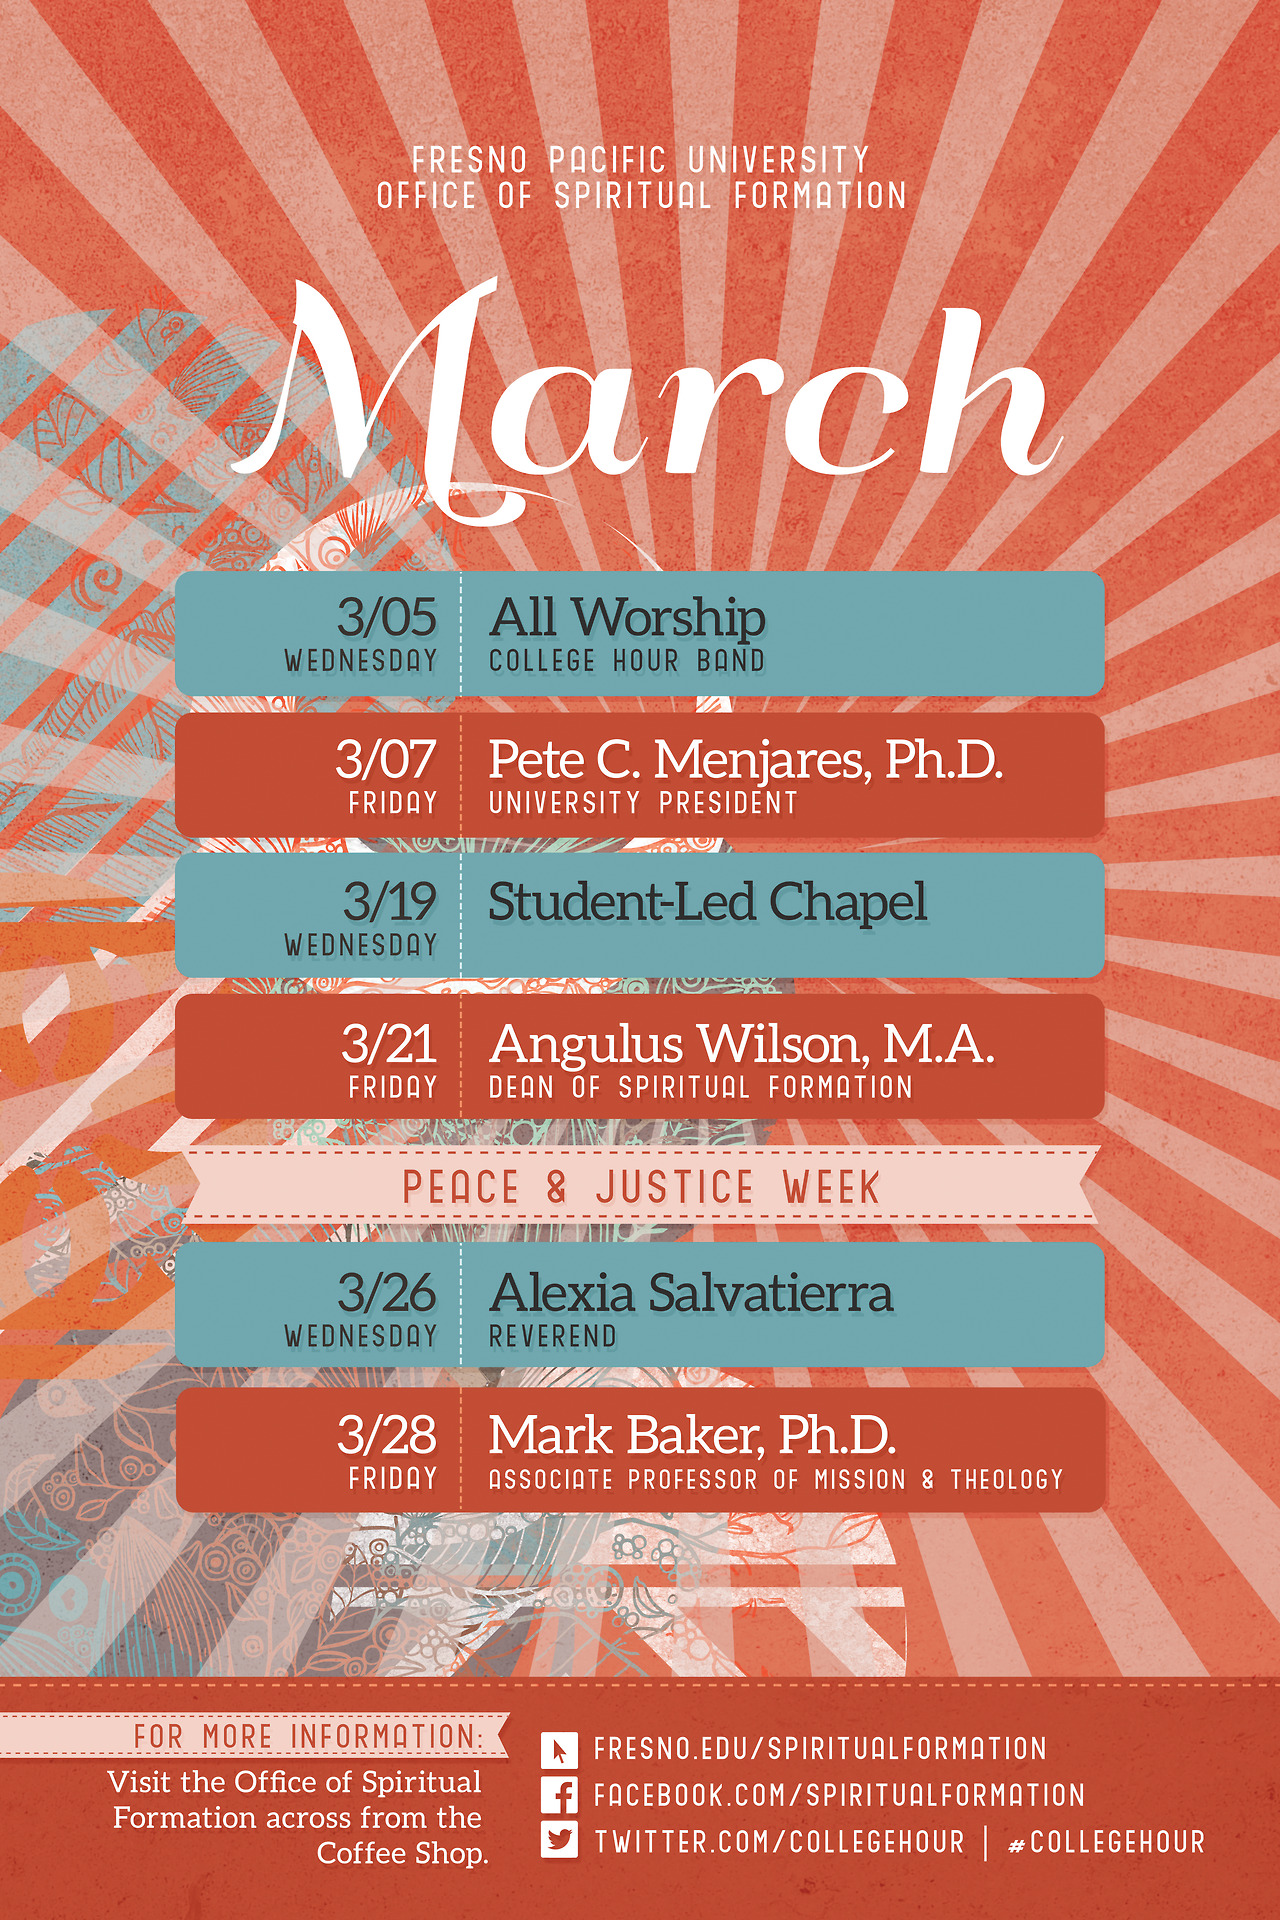 FRESNO PACIFIC UNIVERSITY
OFFICE OF SPIRITUAL FORMATION
March
3/05
WEDNESDAY
All Worship
COLLEGE HOUR BAND
3/07
FRIDAY
Pete C. Menjares, Ph.D.
UNIVERSITY PRESIDENT
3/19
WEDNESDAY
Student-Led Chapel
3/21
FRIDAY
Angulus Wilson, M.A.
DEAN OF SPIRITUAL FORMATION
PEACE & JUSTICE WEEK
3/26
WEDNESDAY
Alexia Salvatierra
REVEREND
3/28
FRIDAY
Mark Baker, Ph.D.
ASSOCIATE PROFESSOR OF MISSION & THEOLOGY
FOR MORE INFORMATION:
Visit the Office of Spiritual
Formation across from the
Coffee Shop.
FRESNO.EDU/SPIRITUALFORMATION
FACEBOOK.COM/SPIRITUALFORMATION
TWITTER.COM/COLLEGEHOUR | #COLLEGEHOUR